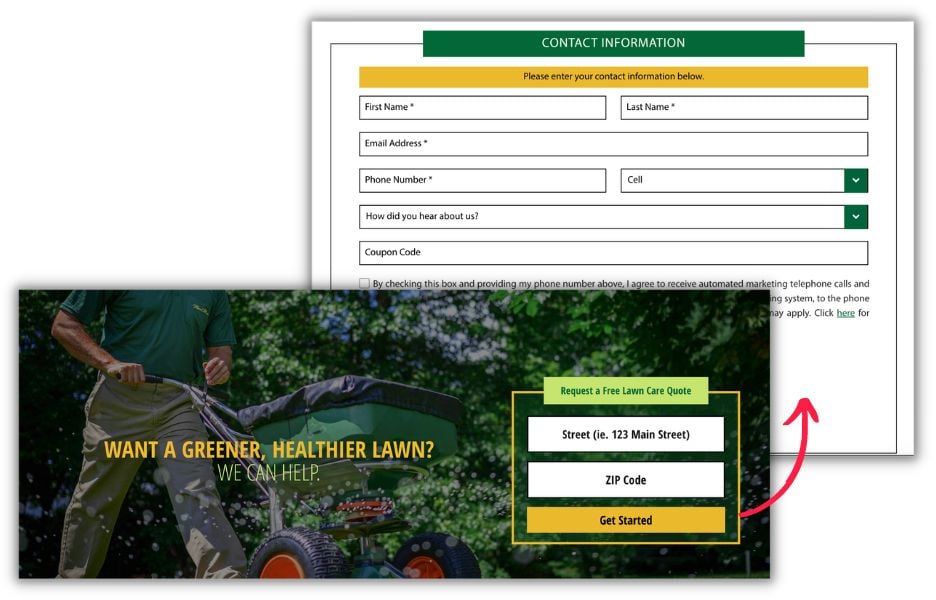 CONTACT INFORMATION
Please enter your contact information below.
First Name *
Last Name *
Email Address *
Phone Number *
Cell
How did you hear about us?
Coupon Code
By checking this box and providing my phone number above, I agree to receive automated marketing telephone calls and
ing system, to the phone
may apply. Click here for
Request a Free Lawn Care Quote
Street (ie. 123 Main Street)
WANT A GREENER, HEALTHIER LAWN?
WE CAN HELP.
ZIP Code
Get Started